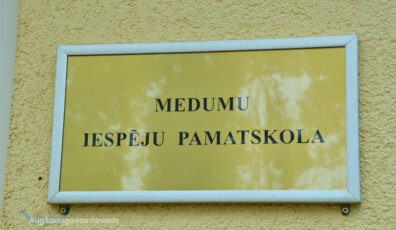 MEDUMU
IESPĒJU PAMATSKOLA
Augšdaugavas novads